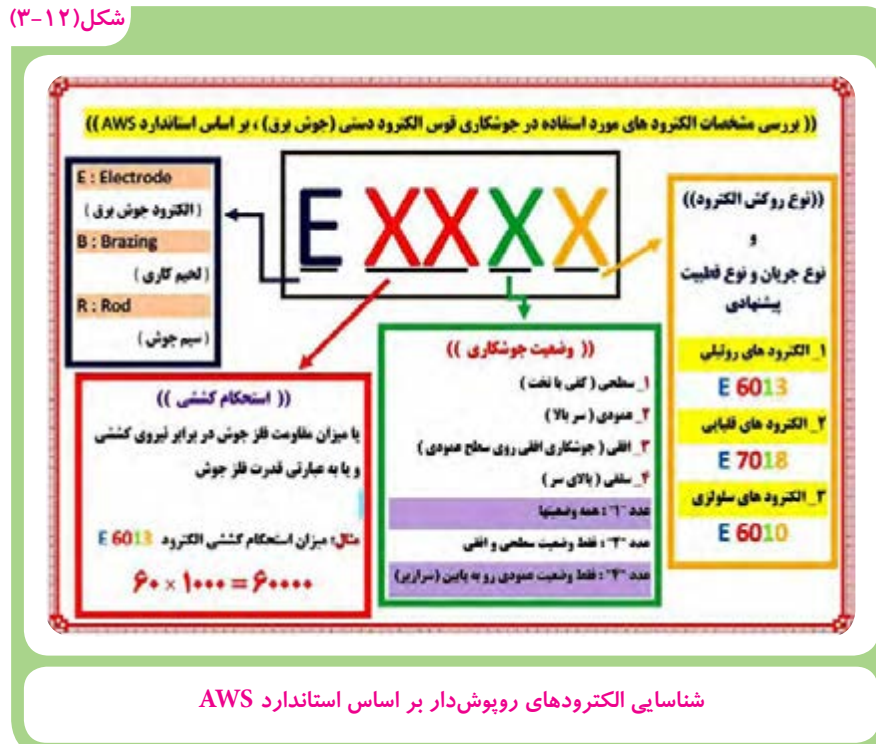 شکل(۱۲-۳)
(( بررسی مشخصات الکترود های مورد استفاده در جوشکاری قوس الکترود دستی (جوش برق) ، بر اساس استاندارد AWS ))
E XX X X
E : Electrode
( الکترود جوش برق )
B : Brazing
( لحیم کاری )
R : Rod
( سیم جوش )
((نوع روکش الکترود))
و
نوع جریان و نوع قطبیت
پیشنهادی
۱_ الکترود های روتیلی
E 6013
۲_ الکترود های قلیایی
E 7018
۳_ الکترود های سلولزی
E 6010
(( وضعیت جوشکاری ))
۱_ سطحی ( کفی یا تخت )
۲_ عمودی ( سر بالا )
۳_ افقی ( جوشکاری افقی روی سطح عمودی )
۴_ سقفی ( بالای سر )
عدد "۱" : همه وضعیتها
عدد "۲" : فقط وضعیت سطحی و افقی
عدد "۴" : فقط وضعیت عمودی رو به پایین (سرازیر)
(( استحکام کششی ))
یا میزان مقاومت فلز جوش در برابر نیروی کششی
و یا به عبارتی قدرت فلز جوش
مثال: میزان استحکام کششی الکترود E 6013
۶۰ × ۱۰۰۰ = ۶۰۰۰۰
شناسایی الکترودهای روپوش‌دار بر اساس استاندارد AWS